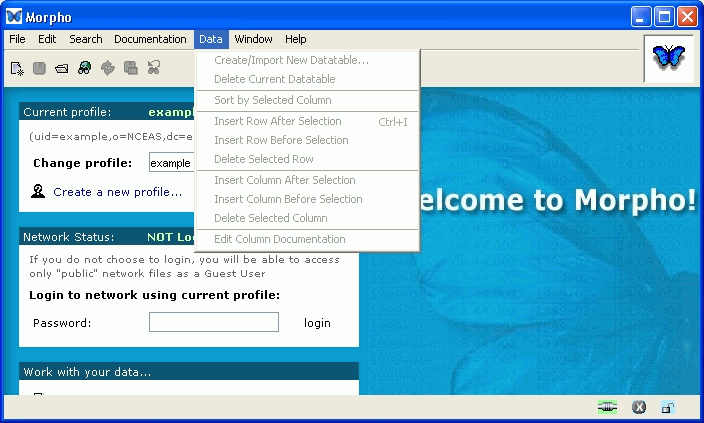 Morpho
File Edit Search Documentation Data Window Help
Create/Import New Datatable...
Delete Current Datatable
Sort by Selected Column
Insert Row After Selection Ctrl+I
Insert Row Before Selection
Delete Selected Row
Insert Column After Selection
Insert Column Before Selection
Delete Selected Column
Edit Column Documentation
Current profile: example
(uid=example,o=NCEAS,dc=e
Change profile: example
Create a new profile...
elcome to Morpho!
Network Status: NOT Lo
If you do not choose to login, you will be able to access
only "public" network files as a Guest User
Login to network using current profile:
Password: login
Work with your data...